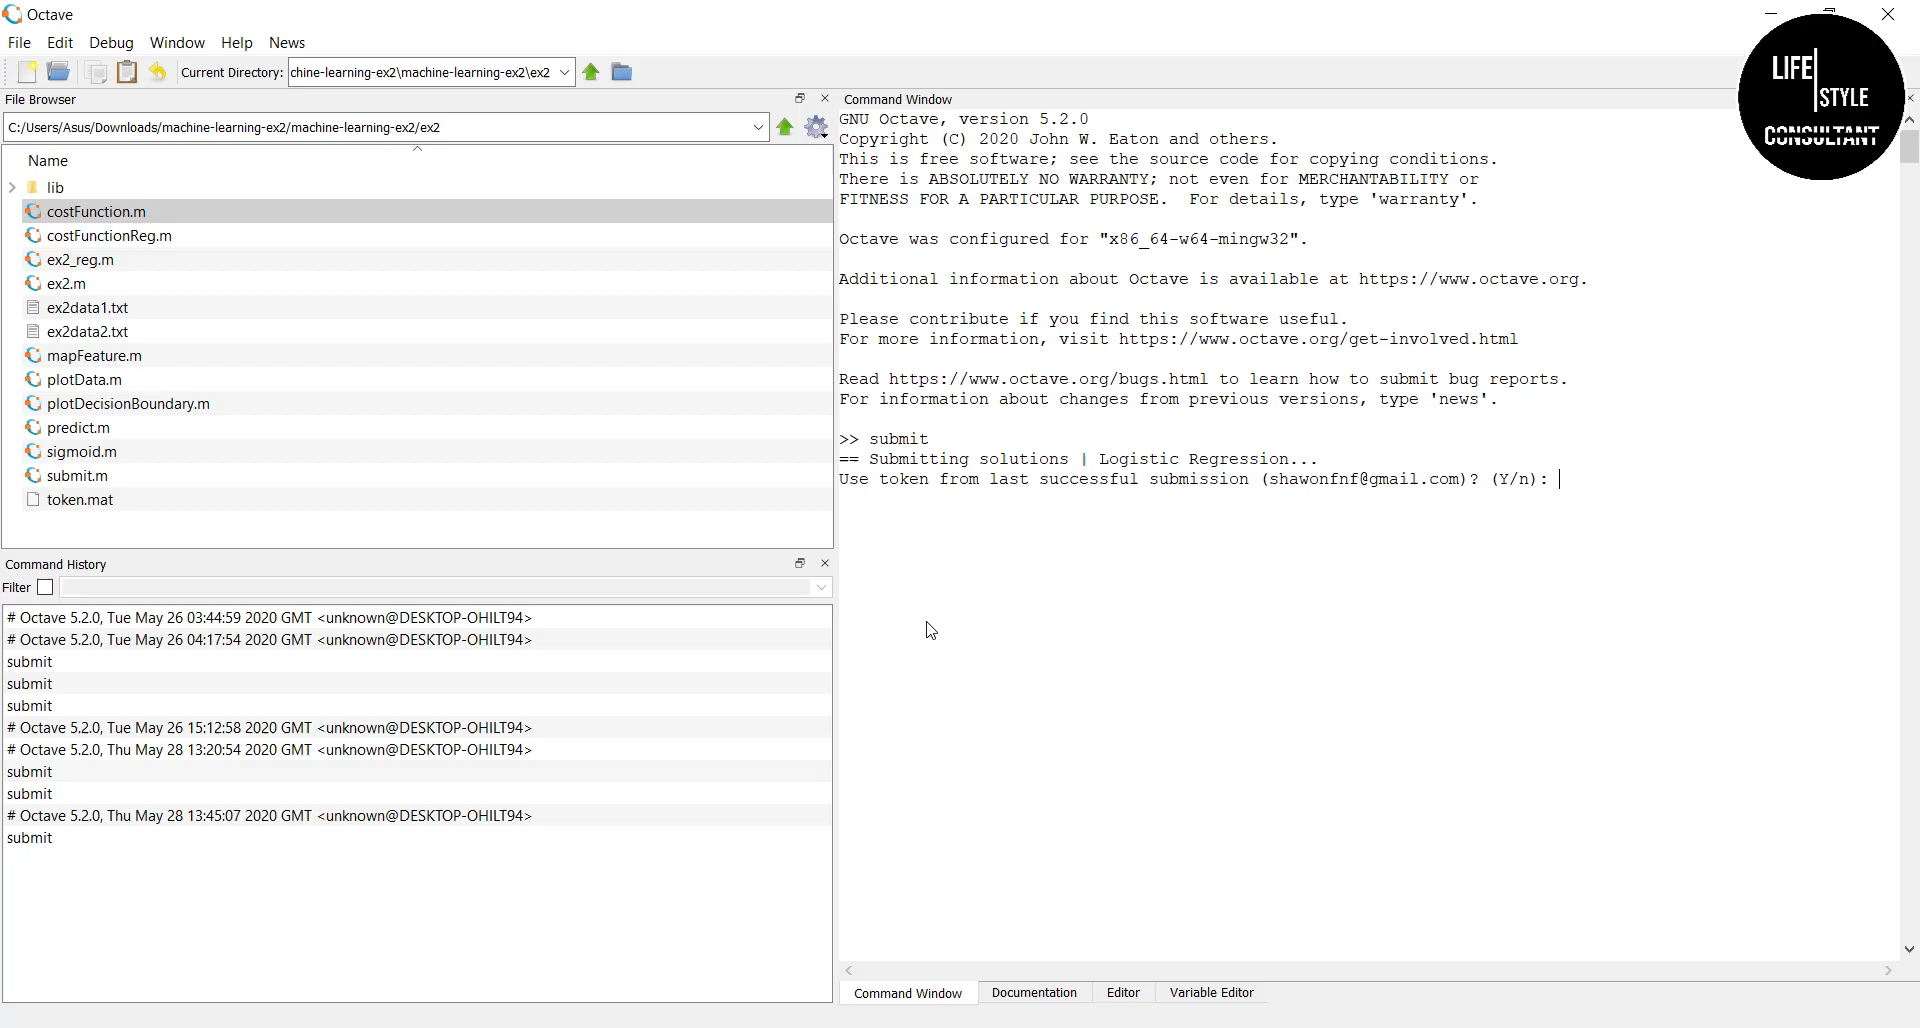 Octave
File Edit Debug Window Help News
Current Directory: chine-learning-ex2\machine-learning-ex2\ex2
File Browser
C:/Users/Asus/Downloads/machine-learning-ex2/machine-learning-ex2/ex2
Name
lib
costFunction.m
costFunctionReg.m
ex2_reg.m
ex2.m
ex2data1.txt
ex2data2.txt
mapFeature.m
plotData.m
plotDecisionBoundary.m
predict.m
sigmoid.m
submit.m
token.mat
Command History
Filter
# Octave 5.2.0, Tue May 26 03:44:59 2020 GMT <unknown@DESKTOP-OHILT94>
# Octave 5.2.0, Tue May 26 04:17:54 2020 GMT <unknown@DESKTOP-OHILT94>
submit
submit
submit
# Octave 5.2.0, Tue May 26 15:12:58 2020 GMT <unknown@DESKTOP-OHILT94>
# Octave 5.2.0, Thu May 28 13:20:54 2020 GMT <unknown@DESKTOP-OHILT94>
submit
submit
# Octave 5.2.0, Thu May 28 13:45:07 2020 GMT <unknown@DESKTOP-OHILT94>
submit
Command Window
GNU Octave, version 5.2.0
Copyright (C) 2020 John W. Eaton and others.
This is free software; see the source code for copying conditions.
There is ABSOLUTELY NO WARRANTY; not even for MERCHANTABILITY or
FITNESS FOR A PARTICULAR PURPOSE.  For details, type 'warranty'.
Octave was configured for "x86_64-w64-mingw32".
Additional information about Octave is available at https://www.octave.org.
Please contribute if you find this software useful.
For more information, visit https://www.octave.org/get-involved.html
Read https://www.octave.org/bugs.html to learn how to submit bug reports.
For information about changes from previous versions, type 'news'.
>> submit
== Submitting solutions | Logistic Regression...
Use token from last successful submission (shawonfnf@gmail.com)? (Y/n):
Command Window Documentation Editor Variable Editor
LIFE
STYLE
CONSULTANT